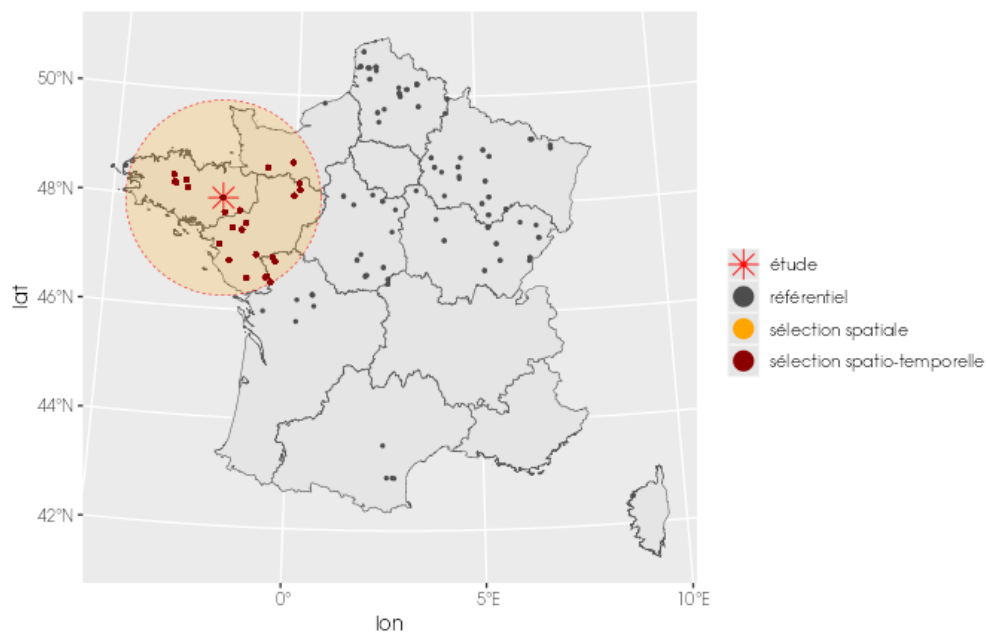 50°N
48°N
46°N
44°N
42°N
lat
0°
5°E
10°E
lon
étude
référentiel
sélection spatiale
sélection spatio-temporelle